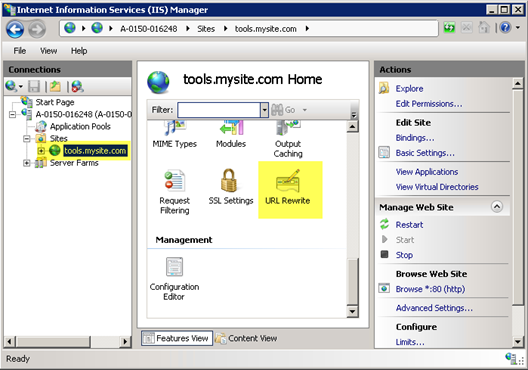 Internet Information Services (IIS) Manager
A-0150-016248 Sites tools.mysite.com
File View Help
Connections
Start Page
A-0150-016248 (A-0150-0
Application Pools
Sites
tools.mysite.com
Server Farms
tools.mysite.com Home
Filter: Go
MIME Types Modules Output Caching
Request Filtering SSL Settings URL Rewrite
Management
Configuration Editor
Features View Content View
Actions
Explore
Edit Permissions...
Edit Site
Bindings...
Basic Settings...
View Applications
View Virtual Directories
Manage Web Site
Restart
Start
Stop
Browse Web Site
Browse *:80 (http)
Advanced Settings...
Configure
Limits...
Ready